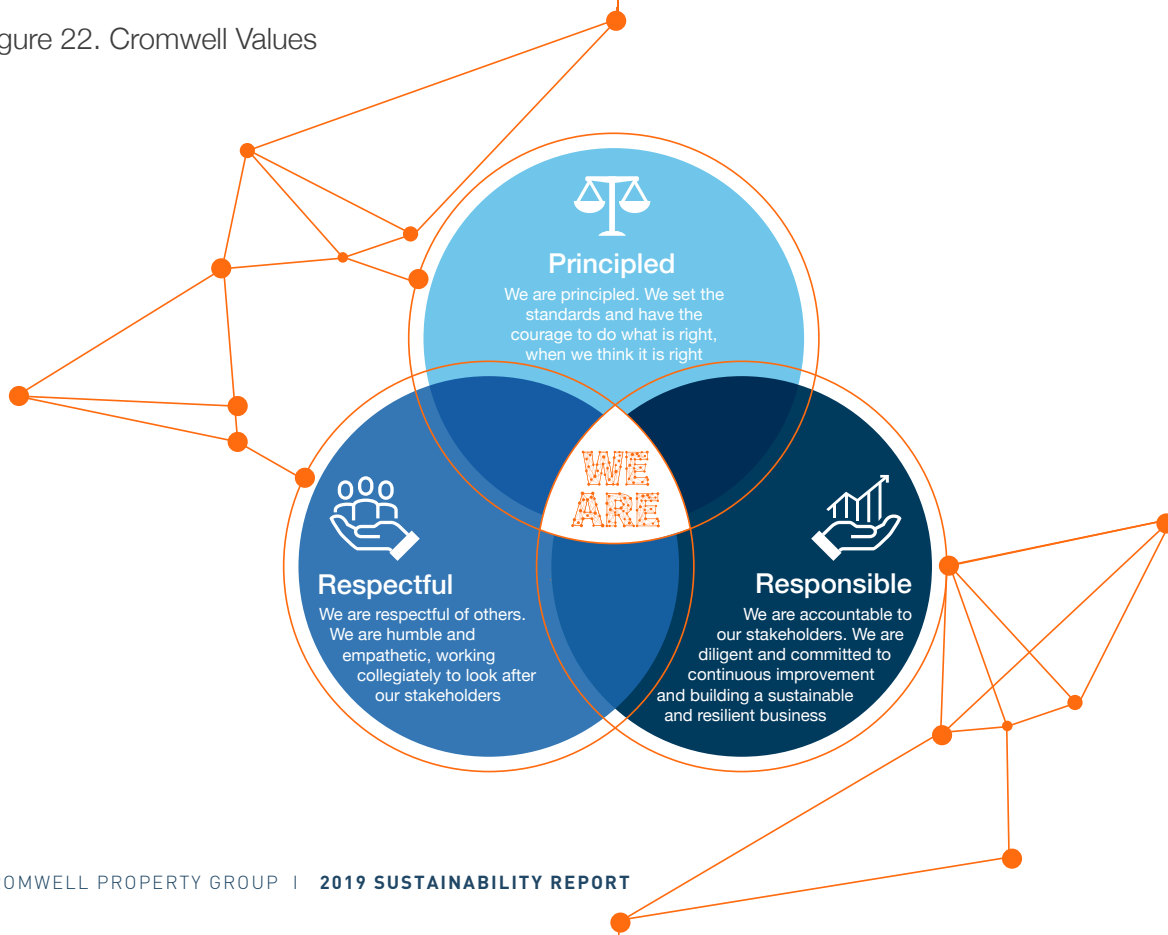 gure 22. Cromwell Values
Principled
We are principled. We set the
standards and have the
courage to do what is right,
when we think it is right
WE
ARE
Respectful
We are respectful of others.
We are humble and
empathetic, working
collegiately to look after
our stakeholders
Responsible
We are accountable to
our stakeholders. We are
diligent and committed to
continuous improvement
and building a sustainable
and resilient business
OMWELL PROPERTY GROUP I 2019 SUSTAINABILITY REPORT